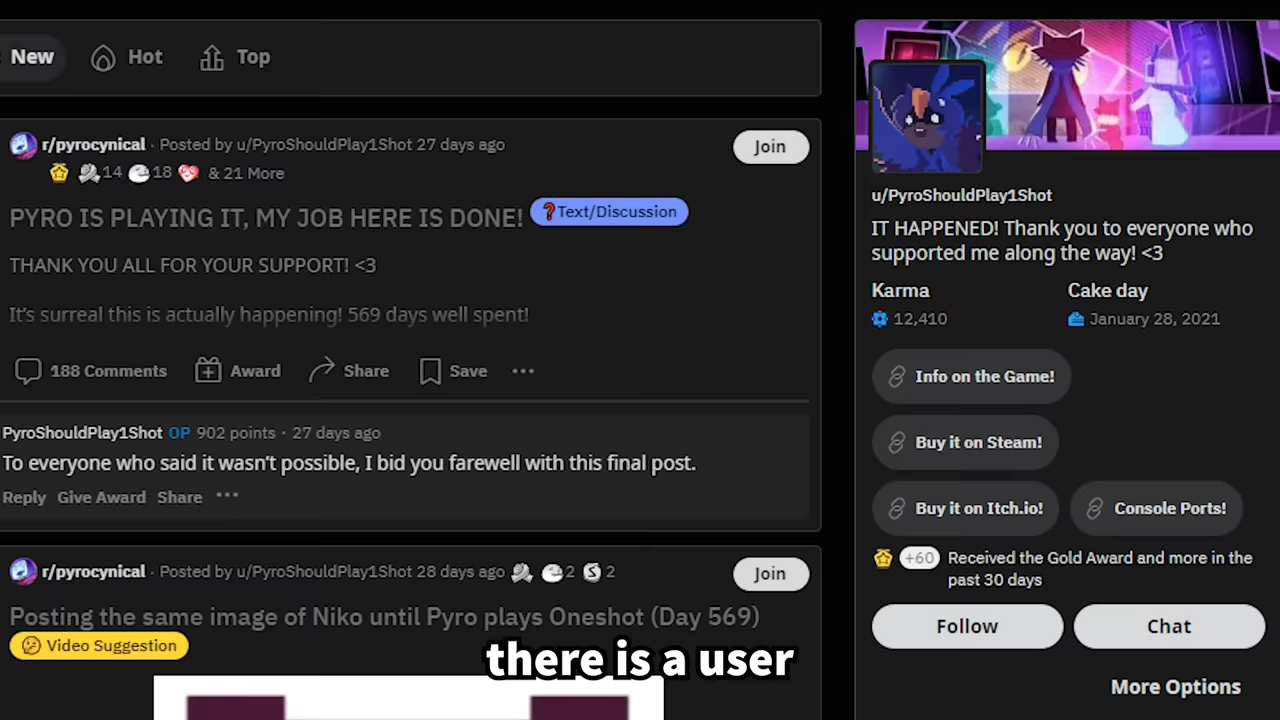 New Hot Top
r/pyrocynical · Posted by u/PyroShouldPlay1Shot 27 days ago
Join
14 18 & 21 More
PYRO IS PLAYING IT, MY JOB HERE IS DONE! ❓Text/Discussion
THANK YOU ALL FOR YOUR SUPPORT! <3
It's surreal this is actually happening! 569 days well spent!
188 Comments Award Share Save ···
PyroShouldPlay1Shot OP 902 points · 27 days ago
To everyone who said it wasn't possible, I bid you farewell with this final post.
Reply Give Award Share ···
r/pyrocynical · Posted by u/PyroShouldPlay1Shot 28 days ago 2 2
Join
Posting the same image of Niko until Pyro plays Oneshot (Day 569)
Video Suggestion
there is a user
u/PyroShouldPlay1Shot
IT HAPPENED! Thank you to everyone who
supported me along the way! <3
Karma Cake day
12,410 January 28, 2021
Info on the Game!
Buy it on Steam!
Buy it on Itch.io! Console Ports!
+60 Received the Gold Award and more in the
past 30 days
Follow Chat
More Options